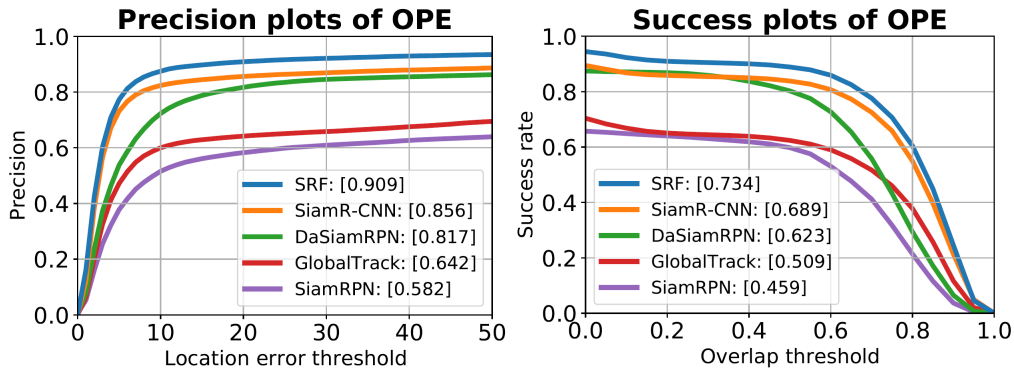 Precision plots of OPE
1.0
0.8
0.6
0.4
0.2
0.0
Precision
0
10
20
30
40
50
Location error threshold
SRF: [0.909]
SiamR-CNN: [0.856]
DaSiamRPN: [0.817]
GlobalTrack: [0.642]
SiamRPN: [0.582]
Success plots of OPE
1.0
0.8
0.6
0.4
0.2
0.0
Success rate
0.0
0.2
0.4
0.6
0.8
1.0
Overlap threshold
SRF: [0.734]
SiamR-CNN: [0.689]
DaSiamRPN: [0.623]
GlobalTrack: [0.509]
SiamRPN: [0.459]